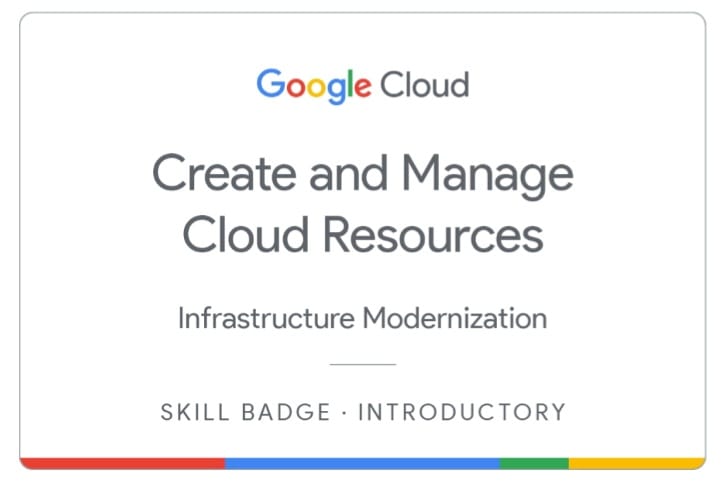 Google Cloud
Create and Manage
Cloud Resources
Infrastructure Modernization
SKILL BADGE · INTRODUCTORY